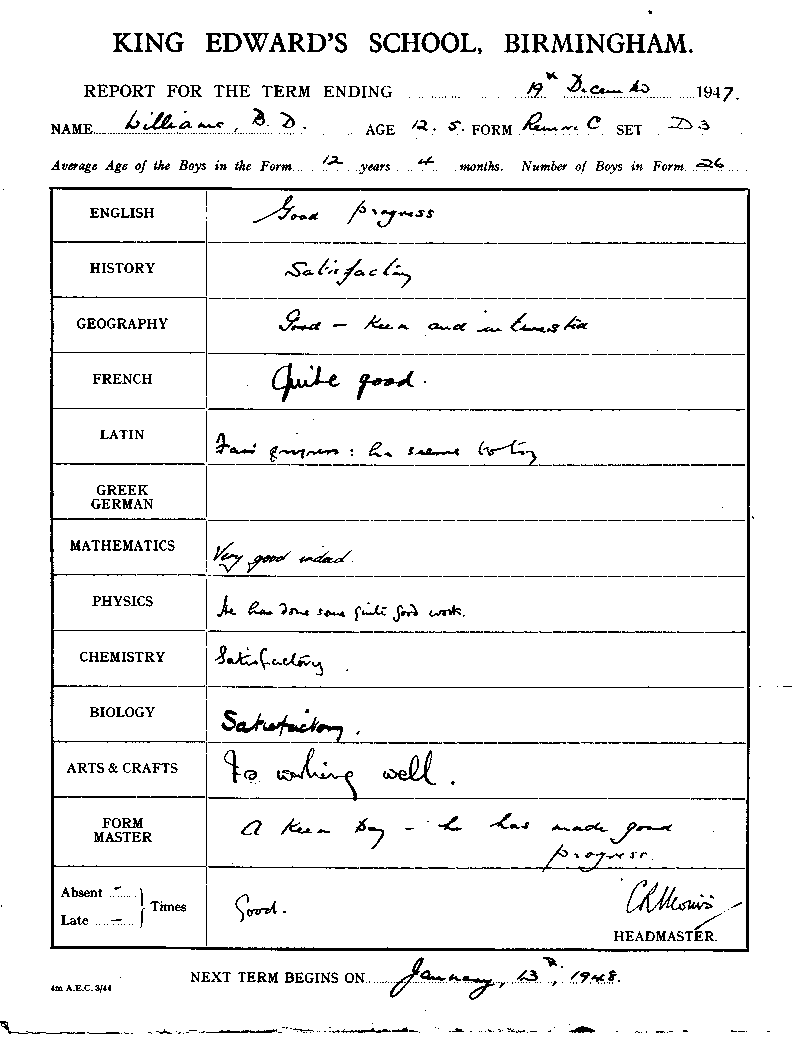 KING EDWARD'S SCHOOL, BIRMINGHAM.
REPORT FOR THE TERM ENDING 19th December 1947.
NAME Williams, B. D. AGE 12. 5. FORM Remove C SET D3
Average Age of the Boys in the Form 12 years 4 months. Number of Boys in Form 26
ENGLISH Good progress
HISTORY Satisfactory
GEOGRAPHY Good - keen and interested
FRENCH Quite good.
LATIN Fair progress: he seems to try
GREEK
GERMAN
MATHEMATICS Very good indeed.
PHYSICS He has done some quite good work.
CHEMISTRY Satisfactory.
BIOLOGY Satisfactory.
ARTS & CRAFTS Is working well.
FORM
MASTER A keen boy - he has made good
progress.
Absent - Times
Late - Good.
HEADMASTER.
NEXT TERM BEGINS ON January, 13th, 1948.
4m A.E.C. 3/44